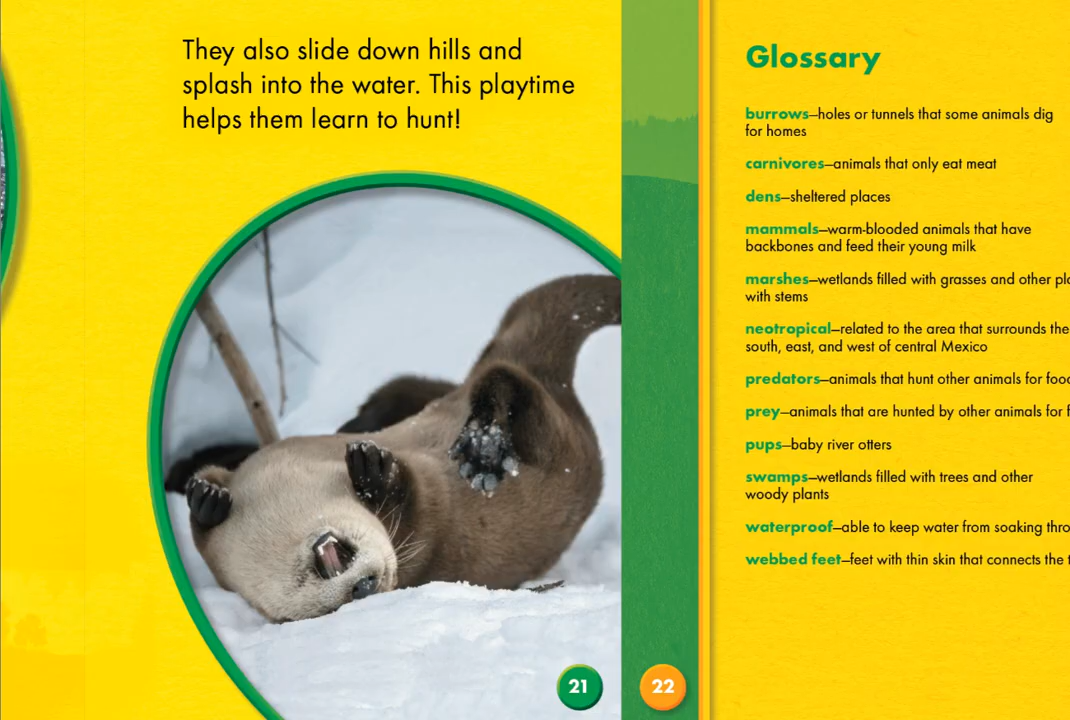 They also slide down hills and
splash into the water. This playtime
helps them learn to hunt!
21
22
Glossary
burrows—holes or tunnels that some animals dig
for homes
carnivores—animals that only eat meat
dens—sheltered places
mammals—warm-blooded animals that have
backbones and feed their young milk
marshes—wetlands filled with grasses and other
with stems
neotropical—related to the area that surrounds the
south, east, and west of central Mexico
predators—animals that hunt other animals for
prey—animals that are hunted by other animals for
pups—baby river otters
swamps—wetlands filled with trees and other
woody plants
waterproof—able to keep water from soaking
webbed feet—feet with thin skin that connects the